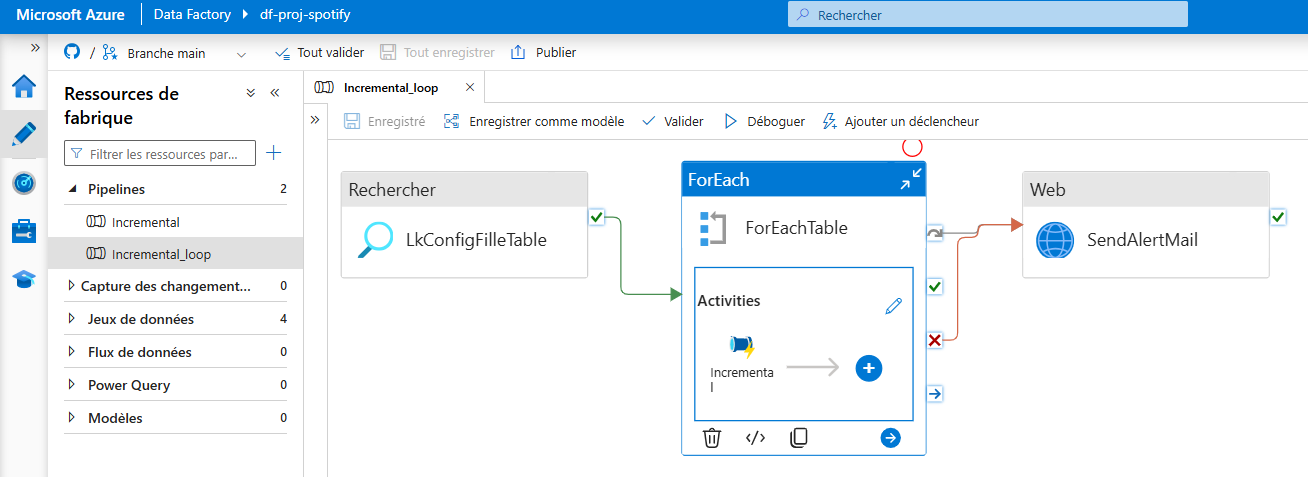 Microsoft Azure
Data Factory
df-proj-spotify
Rechercher
/
Branche main
Tout valider
Tout enregistrer
Publier
Ressources de
fabrique
Filtrer les ressources par...
Pipelines
2
Incremental
Incremental_loop
Capture des changement...
0
Jeux de données
4
Flux de données
0
Power Query
0
Modèles
0
Incremental_loop
Enregistré
Enregistrer comme modèle
Valider
Déboguer
Ajouter un déclencheur
Rechercher
LkConfigFilleTable
ForEach
ForEachTable
Activities
Incrementa
l
Web
SendAlertMail